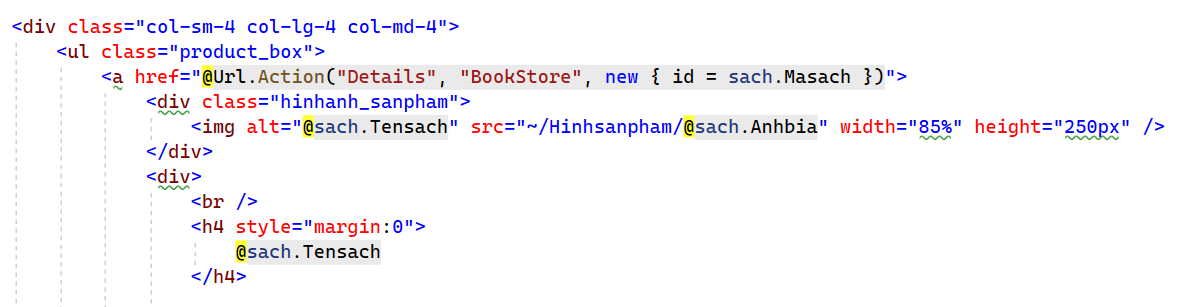 <div class="col-sm-4 col-lg-4 col-md-4">
<ul class="product_box">
<a href="@Url.Action("Details", "BookStore", new { id = sach.Masach })">
<div class="hinhanh_sanpham">
<img alt="@sach.Tensach" src="~/Hinhsanpham/@sach.Anhbia" width="85%" height="250px" />
</div>
<div>
<br />
<h4 style="margin:0">
@sach.Tensach
</h4>